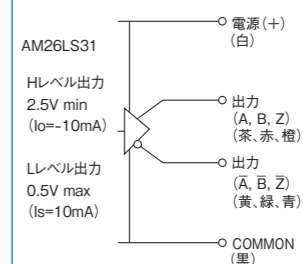 AM26LS31
Hレベル出力
2.5V min
(Io=-10mA)
Lレベル出力
0.5V max
(Is=10mA)
電源(+)
(白)
出力
(A, B, Z)
(茶、赤、橙)
出力
(A̅, B̅, Z̅)
(黄、緑、青)
COMMON
(黒)